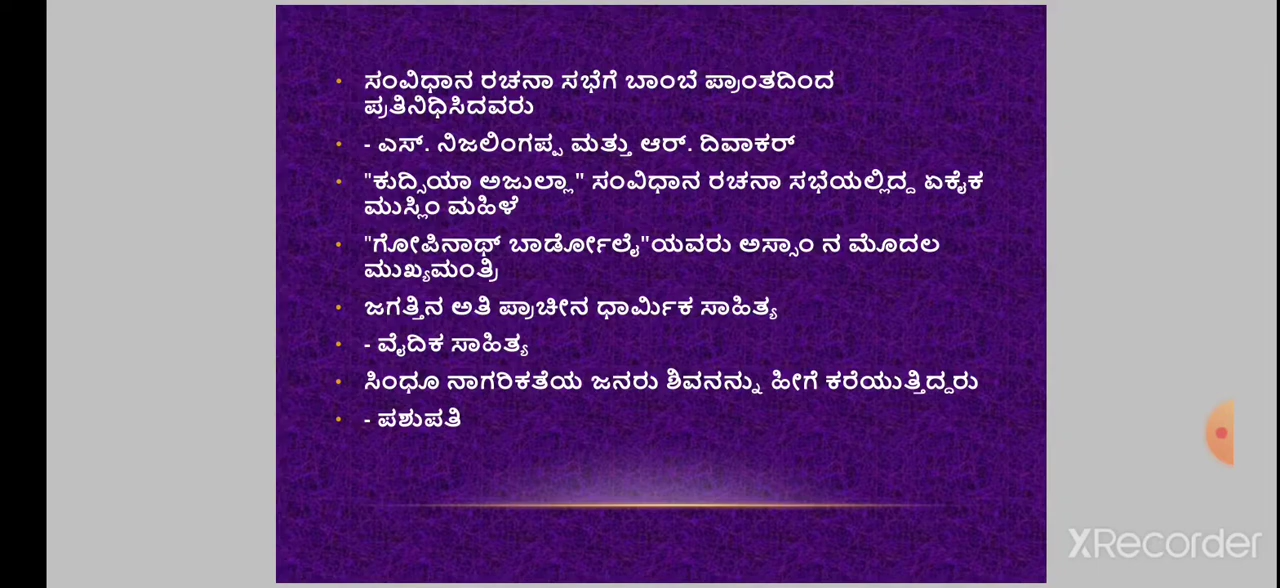 • ಸಂವಿಧಾನ ರಚನಾ ಸಭೆಗೆ ಬಾಂಬೆ ಪ್ರಾಂತದಿಂದ
ಪ್ರತಿನಿಧಿಸಿದವರು
• - ಎಸ್. ನಿಜಲಿಂಗಪ್ಪ ಮತ್ತು ಆರ್. ದಿವಾಕರ್
• "ಕುದ್ಸಿಯಾ ಅಜುಲ್ಲಾ" ಸಂವಿಧಾನ ರಚನಾ ಸಭೆಯಲ್ಲಿದ್ದ ಏಕೈಕ
ಮುಸ್ಲಿಂ ಮಹಿಳೆ
• "ಗೋಪಿನಾಥ್ ಬಾರ್ಡೋಲೈ"ಯವರು ಅಸ್ಸಾಂ ನ ಮೊದಲ
ಮುಖ್ಯಮಂತ್ರಿ
• ಜಗತ್ತಿನ ಅತಿ ಪ್ರಾಚೀನ ಧಾರ್ಮಿಕ ಸಾಹಿತ್ಯ
• - ವೈದಿಕ ಸಾಹಿತ್ಯ
• ಸಿಂಧೂ ನಾಗರಿಕತೆಯ ಜನರು ಶಿವನನ್ನು ಹೀಗೆ ಕರೆಯುತ್ತಿದ್ದರು
• - ಪಶುಪತಿ
XRecorder